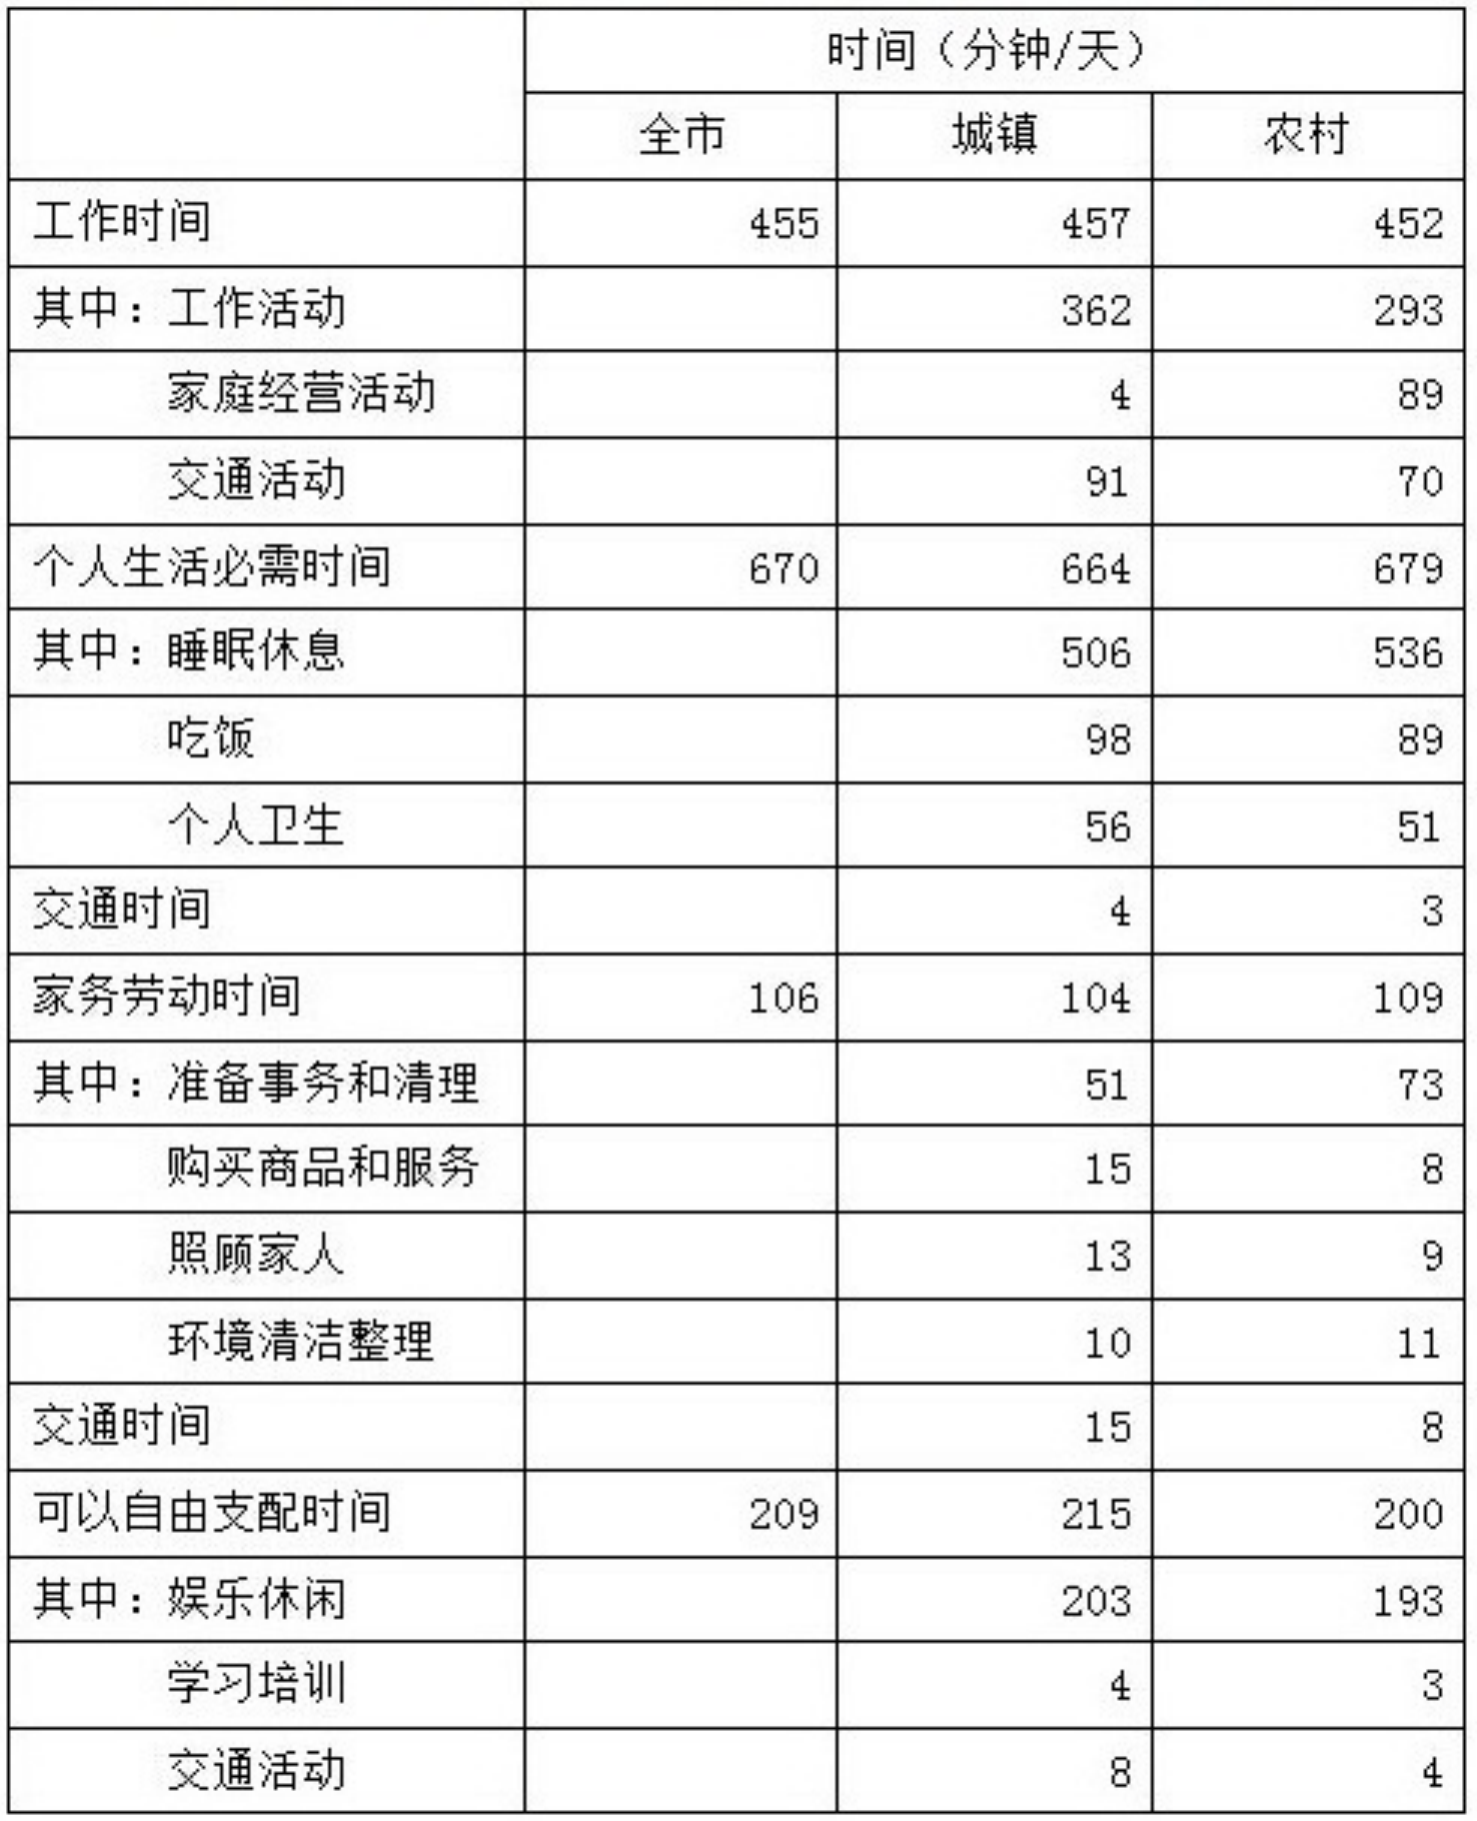 时间（分钟/天）
全市 城镇 农村
工作时间 455 457 452
其中：工作活动 362 293
家庭经营活动 4 89
交通活动 91 70
个人生活必需时间 670 664 679
其中：睡眠休息 506 536
吃饭 98 89
个人卫生 56 51
交通时间 4 3
家务劳动时间 106 104 109
其中：准备事务和清理 51 73
购买商品和服务 15 8
照顾家人 13 9
环境清洁整理 10 11
交通时间 15 8
可以自由支配时间 209 215 200
其中：娱乐休闲 203 193
学习培训 4 3
交通活动 8 4